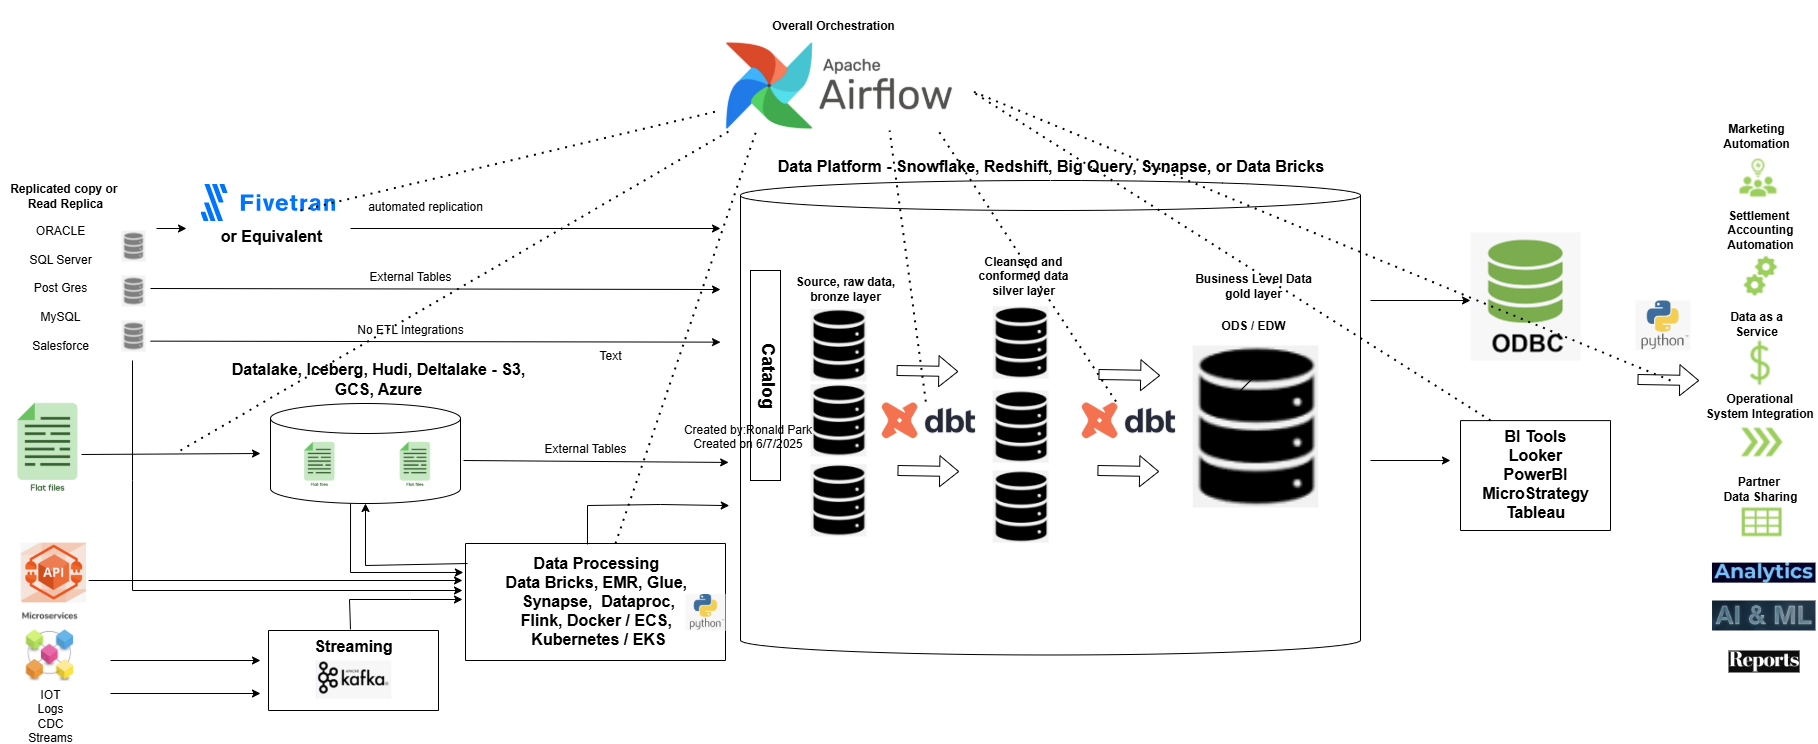 Overall Orchestration
Apache
Airflow
Data Platform - Snowflake, Redshift, Big Query, Synapse, or Data Bricks
Replicated copy or
Read Replica
ORACLE
SQL Server
Post Gres
MySQL
Salesforce
Fivetran
or Equivalent
automated replication
External Tables
No ETL Integrations
Text
Datalake, Iceberg, Hudi, Deltalake - S3,
GCS, Azure
Flat files
Flat files
Flat files
External Tables
API
Microservices
IOT
Logs
CDC
Streams
Streaming
APACHE
kafka
Data Processing
Data Bricks, EMR, Glue,
Synapse, Dataproc,
Flink, Docker / ECS,
Kubernetes / EKS
python
Catalog
Created by:Ronald Park
Created on 6/7/2025
Source, raw data,
bronze layer
dbt
Cleansed and
conformed data
silver layer
dbt
Business Level Data
gold layer
ODS / EDW
ODBC
BI Tools
Looker
PowerBI
MicroStrategy
Tableau
python
Marketing
Automation
Settlement
Accounting
Automation
Data as a
Service
Operational
System Integration
Partner
Data Sharing
Analytics
AI & ML
Reports